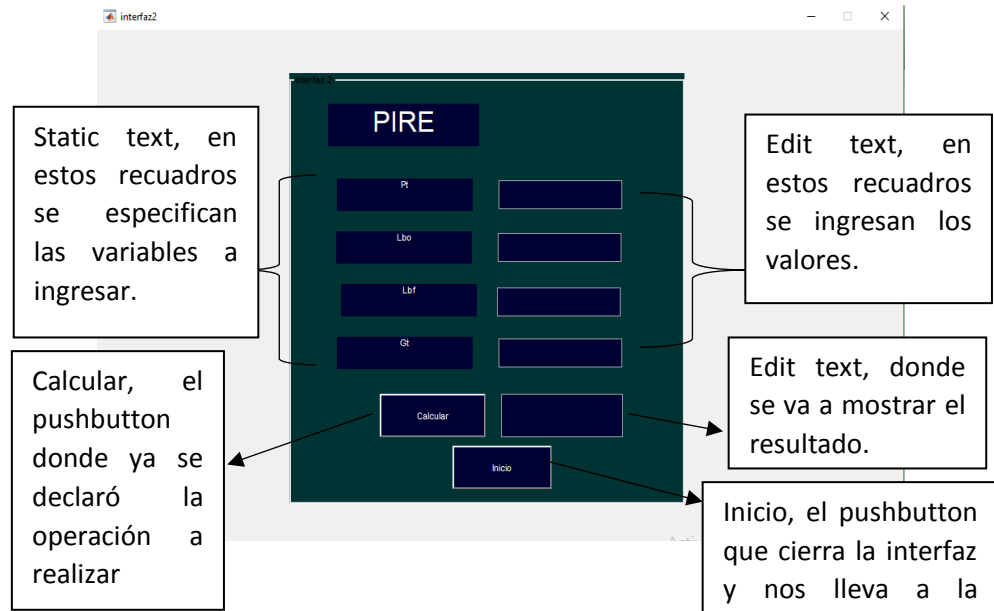 interfaz2
interfaz 2
PIRE
Static text, en
estos recuadros
se especifican
las variables a
ingresar.
Edit text, en
estos recuadros
se ingresan los
valores.
Pt
Lbo
Lbf
Gt
Calcular, el
pushbutton
donde ya se
declaró la
operación a
realizar
Calcular
Edit text, donde
se va a mostrar el
resultado.
Inicio
Inicio, el pushbutton
que cierra la interfaz
y nos lleva a la